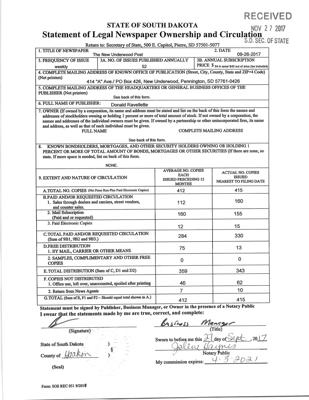 RECEIVED
NOV 27 2017
S.D. SEC. OF STATE
STATE OF SOUTH DAKOTA
Statement of Legal Newspaper Ownership and Circulation
Return to: Secretary of State, 500 E. Capitol, Pierre, SD 57501-5077
1. TITLE OF NEWSPAPER
The New Underwood Post
2. DATE
09-26-2017
3. FREQUENCY OF ISSUE
weekly
3A. NO. OF ISSUES PUBLISHED ANNUALLY
52
3B. ANNUAL SUBSCRIPTION
PRICE $
4. COMPLETE MAILING ADDRESS OF KNOWN OFFICE OF PUBLICATION (Street, City, County, State and ZIP+4 Code)
(Not printers)
414 "A" Ave./ PO Box 426, New Underwood, Pennington, SD 57761-0426
5. COMPLETE MAILING ADDRESS OF THE HEADQUARTERS OR GENERAL BUSINESS OFFICES OF THE
PUBLISHERS (Not printers)
See back of this form.
6. FULL NAME OF PUBLISHER:
Donald Ravellette
7. OWNER (If owned by a corporation, its name and address must be stated and list on the back of this form the names and
addresses of stockholders owning or holding 1 percent or more of total amount of stock. If not owned by a corporation, the
names and addresses of the individual owners must be given. If owned by a partnership or other unincorporated firm, its name
and address, as well as that of each individual must be given.)
FULL NAME
COMPLETE MAILING ADDRESS
See back of this form.
8. KNOWN BONDHOLDERS, MORTGAGES, AND OTHER SECURITY HOLDERS OWNING OR HOLDING 1
PERCENT OR MORE OF TOTAL AMOUNT OF BONDS, MORTGAGES OR OTHER SECURITIES (If there are none, so
state. If more space is needed, list on back of this form.
NONE.
9. EXTENT AND NATURE OF CIRCULATION
AVERAGE NO. COPIES
EACH
ISSUED PRECEDING 12
MONTHS
ACTUAL NO. COPIES
ISSUED
NEAREST TO FILING DATE
A. TOTAL NO. COPIES (Net Press Run Plus Paid Electronic Copies)
412
415
B. PAID AND/OR REQUESTED CIRCULATION
1. Sales through dealers and carriers, street vendors,
and counter sales.
112
160
2. Mail Subscription
(Paid and or requested)
160
155
3. Paid Electronic Copies
12
15
C. TOTAL PAID AND/OR REQUESTED CIRCULATION
(Sum of 9B1, 9B2 and 9B3.)
284
330
D. FREE DISTRIBUTION
1. BY MAIL, CARRIER OR OTHER MEANS
75
13
2. SAMPLES, COMPLIMENTARY AND OTHER FREE
COPIES
0
0
E. TOTAL DISTRIBUTION (Sum of C, D1 and D2)
359
343
F. COPIES NOT DISTRIBUTED
1. Office use, left over, unaccounted, spoiled after printing
46
62
2. Return from News Agents
7
10
G. TOTAL (Sum of E, F1 and F2 – Should equal total shown in A.)
412
415
Statement must be signed by Publisher, Business Manager, or Owner in the presence of a Notary Public
I swear that the statements made by me are true, correct, and complete:
Business Manager
(Signature)
(Title)
State of South Dakota )
Sworn to before me this 27 day of Sept, 2017
County of Haakon )
Notary Public
(Seal)
My commission expires: 4-3-2021
Form: SOS REC 051 9/2015